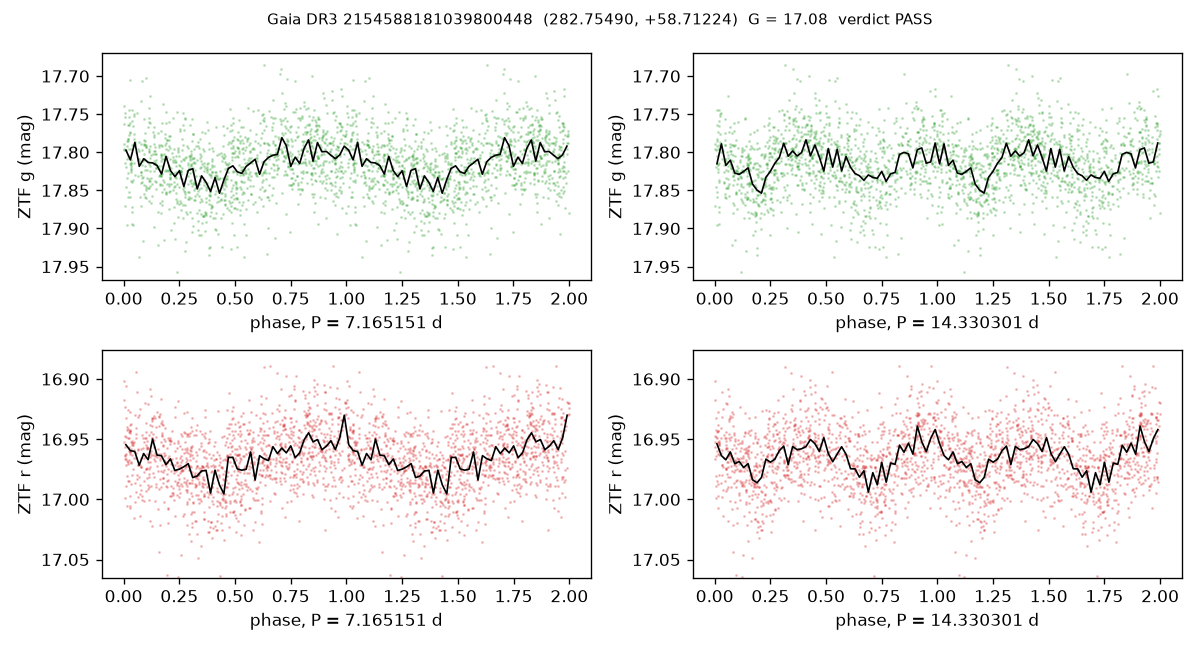 Gaia DR3 2154588181039800448  (282.75490, +58.71224)  G = 17.08  verdict PASS
ZTF g (mag)
17.70
17.75
17.80
17.85
17.90
17.95
0.00 0.25 0.50 0.75 1.00 1.25 1.50 1.75 2.00
phase, P = 7.165151 d
ZTF g (mag)
17.70
17.75
17.80
17.85
17.90
17.95
0.00 0.25 0.50 0.75 1.00 1.25 1.50 1.75 2.00
phase, P = 14.330301 d
ZTF r (mag)
16.90
16.95
17.00
17.05
0.00 0.25 0.50 0.75 1.00 1.25 1.50 1.75 2.00
phase, P = 7.165151 d
ZTF r (mag)
16.90
16.95
17.00
17.05
0.00 0.25 0.50 0.75 1.00 1.25 1.50 1.75 2.00
phase, P = 14.330301 d